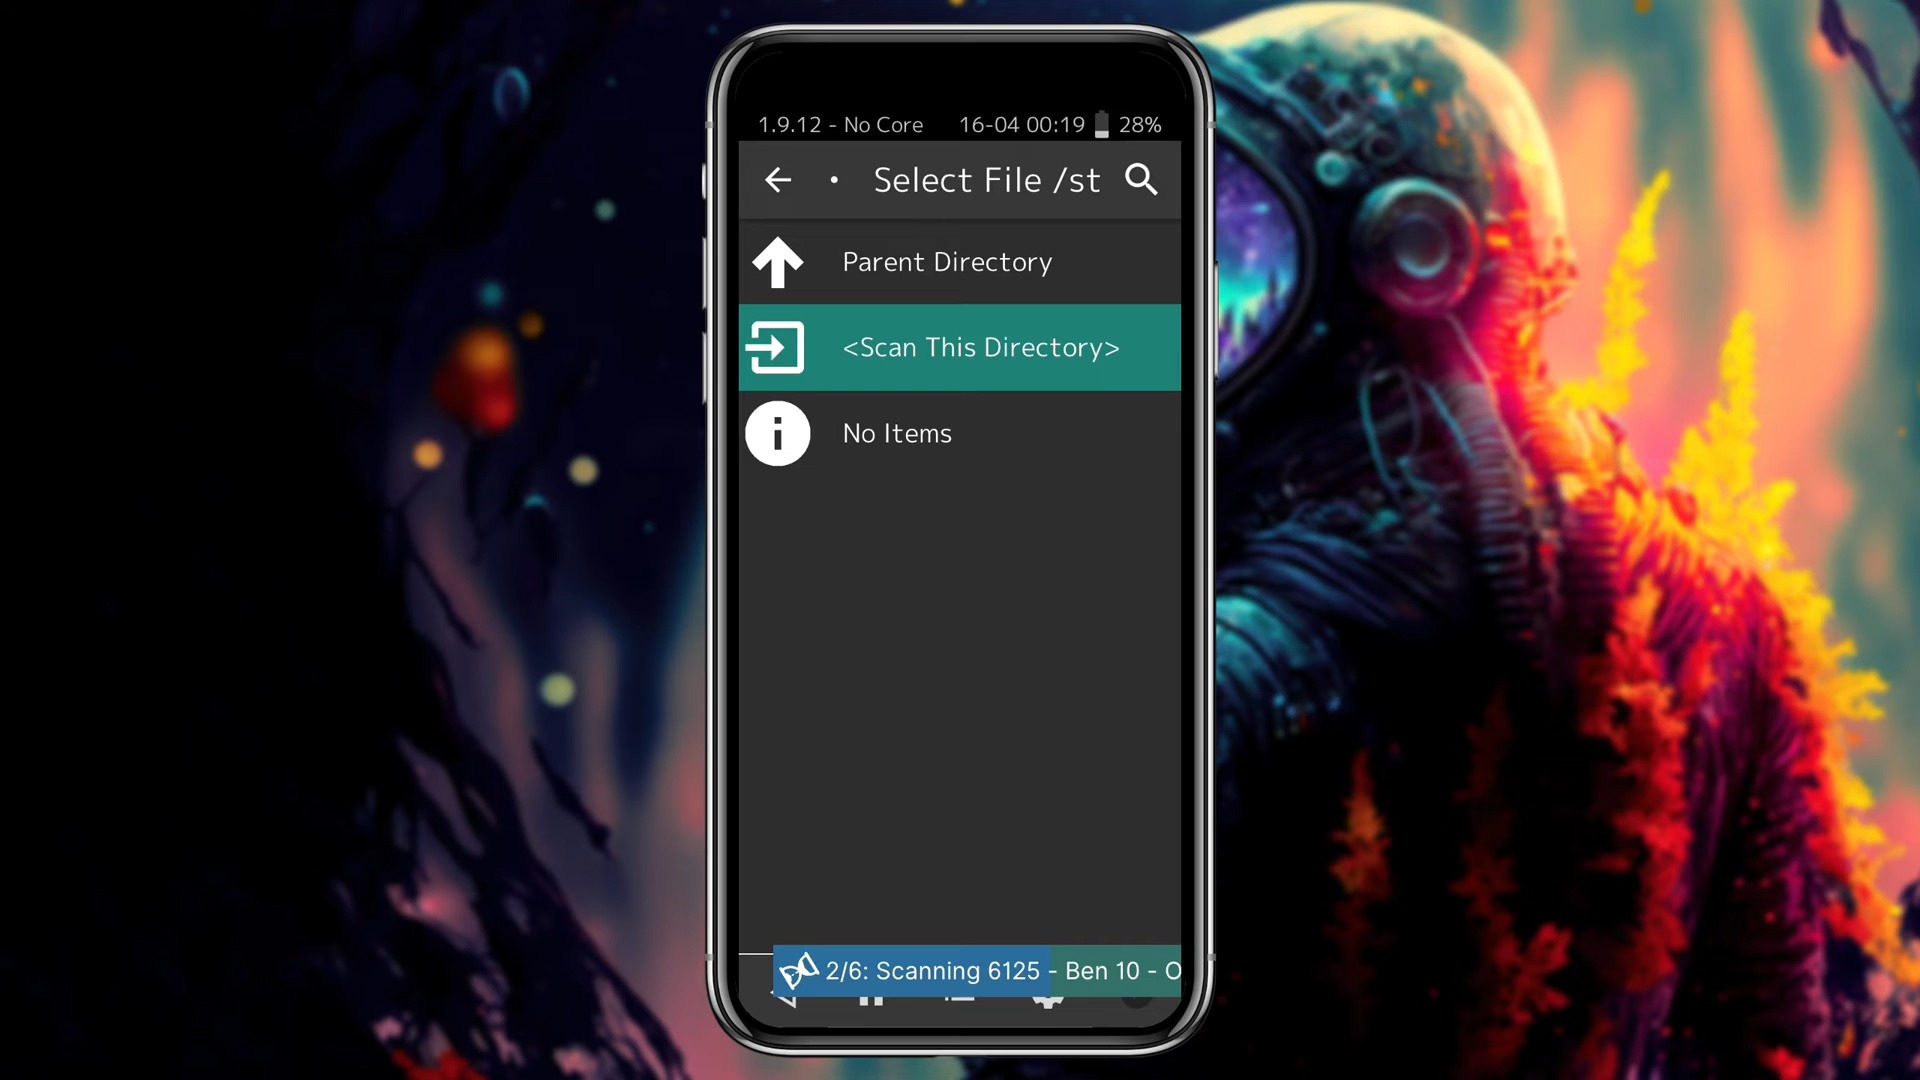 1.9.12 - No Core 16-04 00:19 28%
Select File /st
Parent Directory
<Scan This Directory>
No Items
2/6: Scanning 6125 - Ben 10 - O